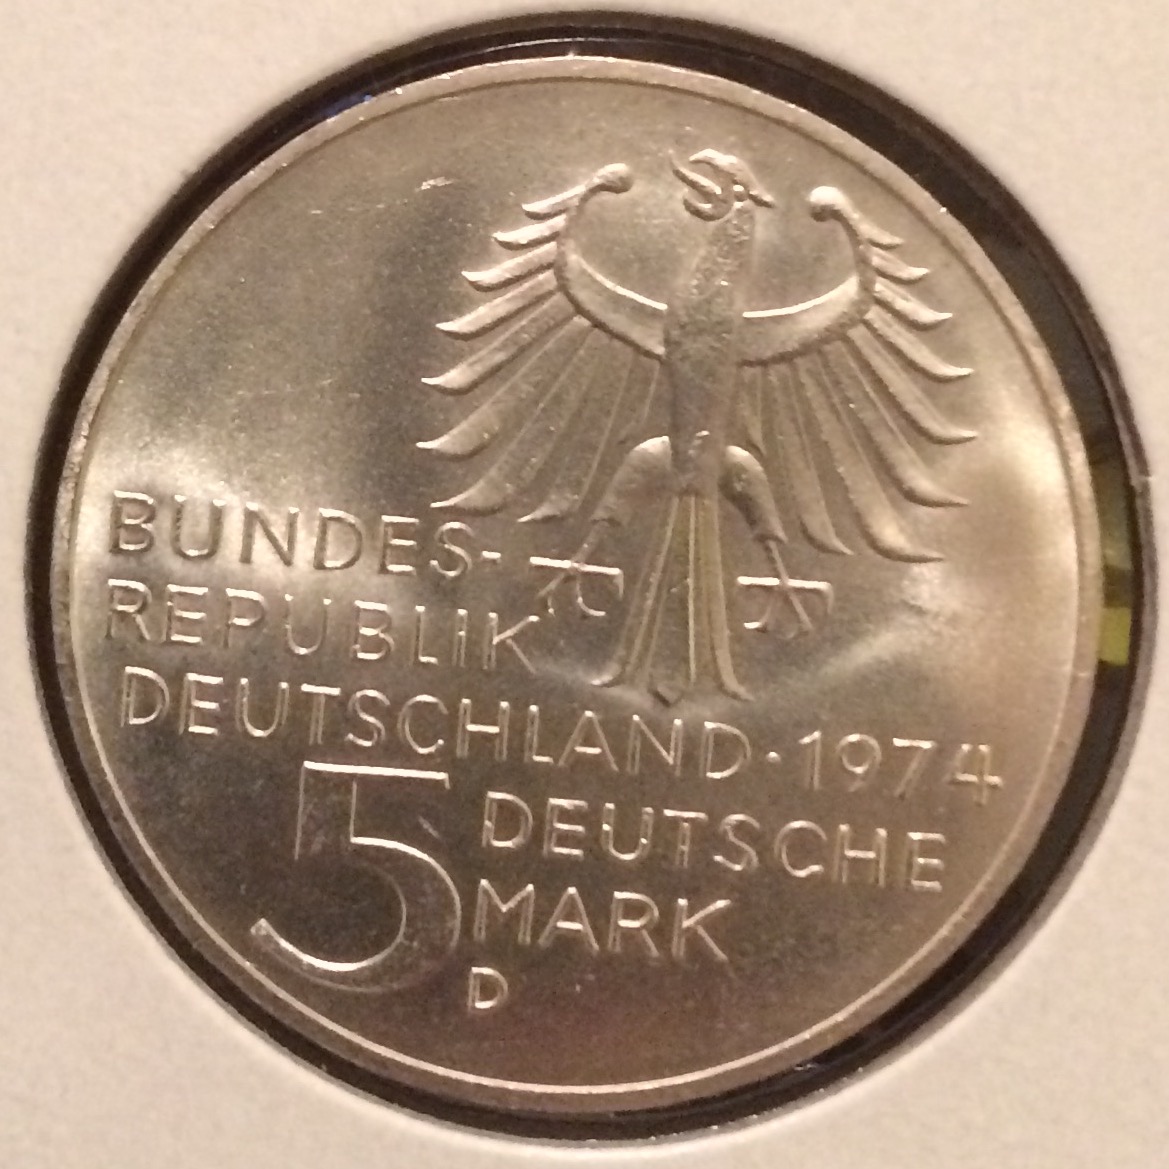 BUNDES-
REPUBLIK
DEUTSCHLAND · 1974
5 DEUTSCHE
MARK
D